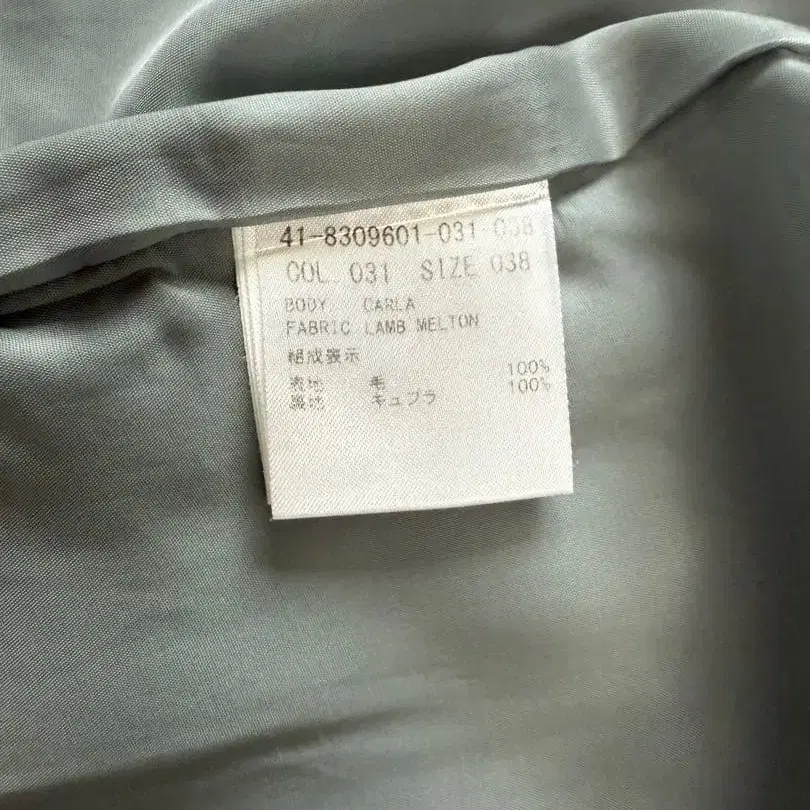 41-8309601-031 038
COL 031 SIZE 038
BODY CARLA
FABRIC LAMB MELTON
組成表示
表地 毛 100%
裏地 キュプラ 100%